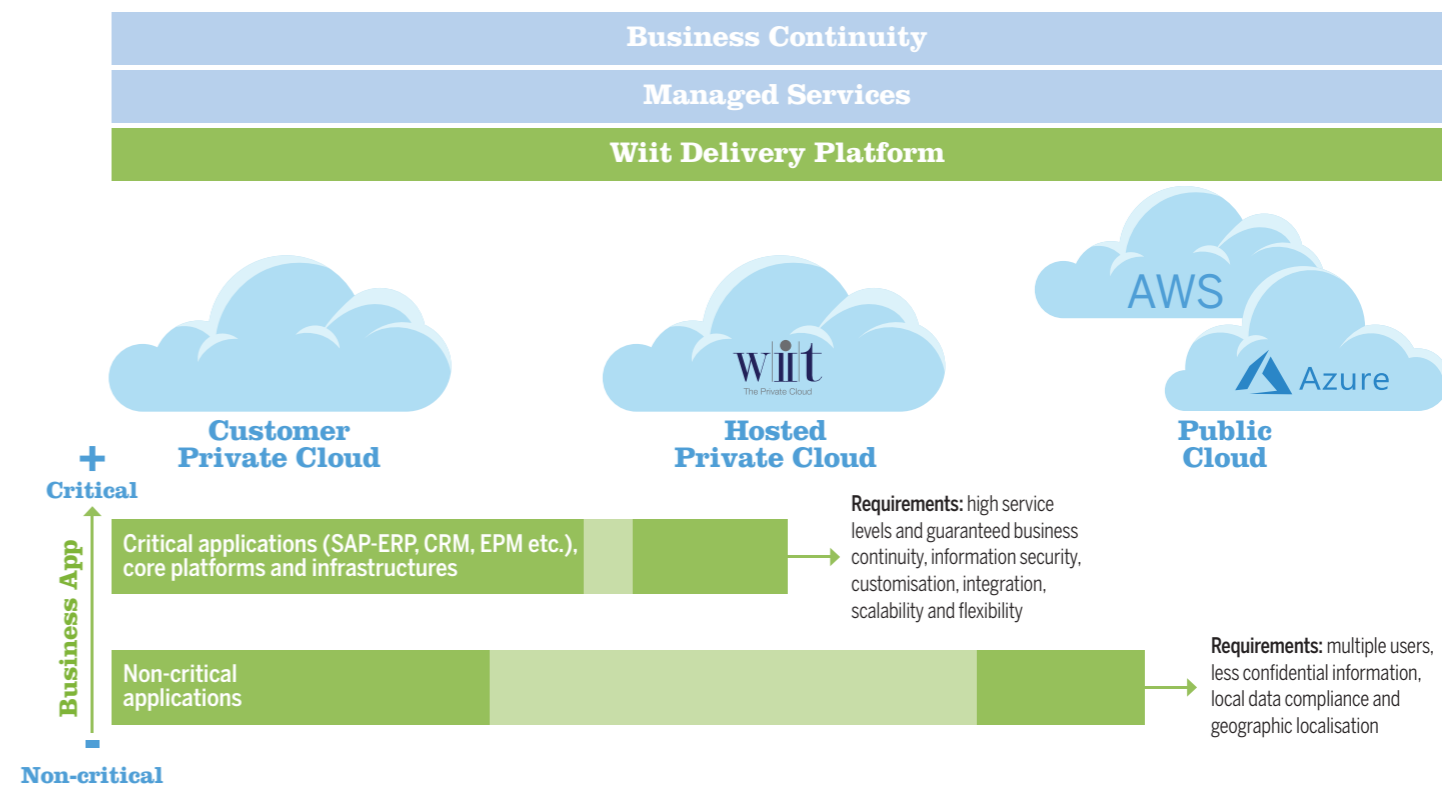 Business Continuity
Managed Services
Wiit Delivery Platform
AWS
wiit
The Private Cloud
Azure
Customer
Private Cloud
Hosted
Private Cloud
Public
Cloud
+
Critical
Business App
Critical applications (SAP-ERP, CRM, EPM etc.),
core platforms and infrastructures
Requirements: high service
levels and guaranteed business
continuity, information security,
customisation, integration,
scalability and flexibility
Non-critical
applications
Requirements: multiple users,
less confidential information,
local data compliance and
geographic localisation
-
Non-critical